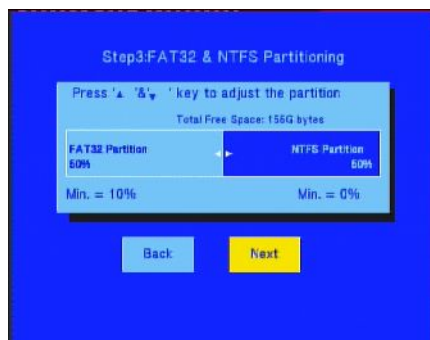 Step3:FAT32 & NTFS Partitioning
Press '▲ '&'▼ ' key to adjust the partition
Total Free Space: 156G bytes
FAT32 Partition
50%
NTFS Partition
50%
Min. = 10%
Min. = 0%
Back
Next